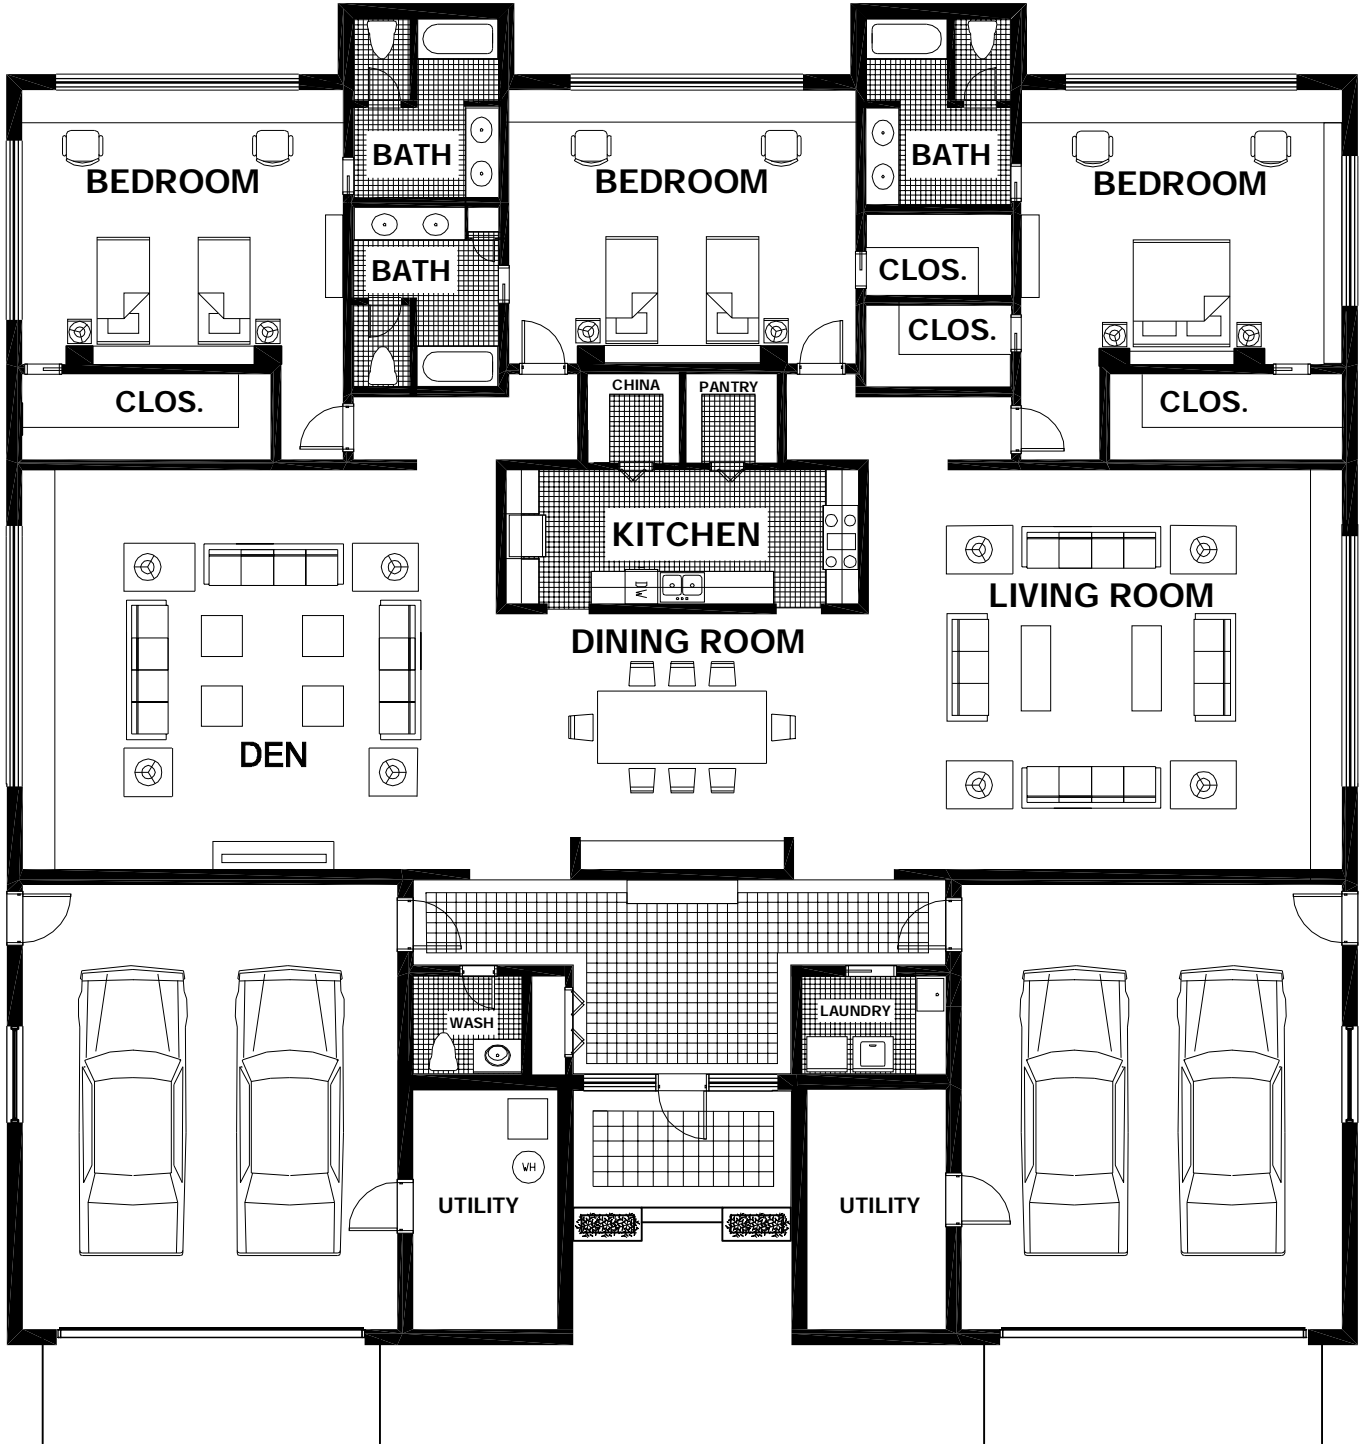 BATH
BATH
BEDROOM
BEDROOM
BEDROOM
BATH
CLOS.
CLOS.
CHINA
PANTRY
CLOS.
CLOS.
KITCHEN
DW
LIVING ROOM
DINING ROOM
DEN
WASH
LAUNDRY
WH
UTILITY
UTILITY